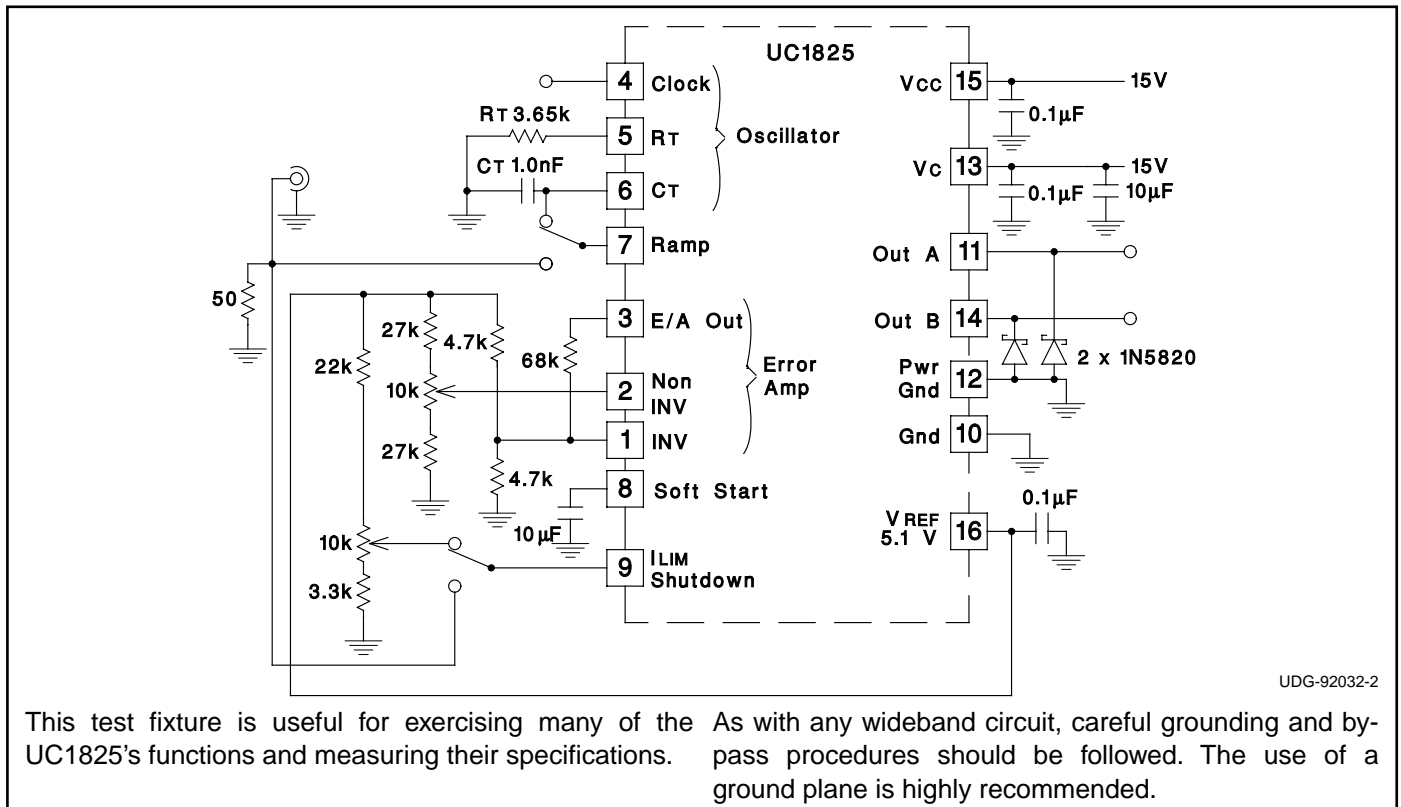 UC1825
4 Clock
RT 3.65k
5 RT
Oscillator
CT 1.0nF
6 CT
7 Ramp
50
27k
4.7k
3 E/A Out
22k
68k
10k
2 Non INV
Error Amp
1 INV
27k
4.7k
8 Soft Start
10µF
10k
9 ILIM Shutdown
3.3k
Vcc 15 15V
0.1µF
Vc 13 15V
0.1µF 10µF
Out A 11
Out B 14
2 x 1N5820
Pwr Gnd 12
Gnd 10
0.1µF
VREF 5.1 V 16
UDG-92032-2
This test fixture is useful for exercising many of the
UC1825's functions and measuring their specifications.
As with any wideband circuit, careful grounding and by-
pass procedures should be followed. The use of a
ground plane is highly recommended.